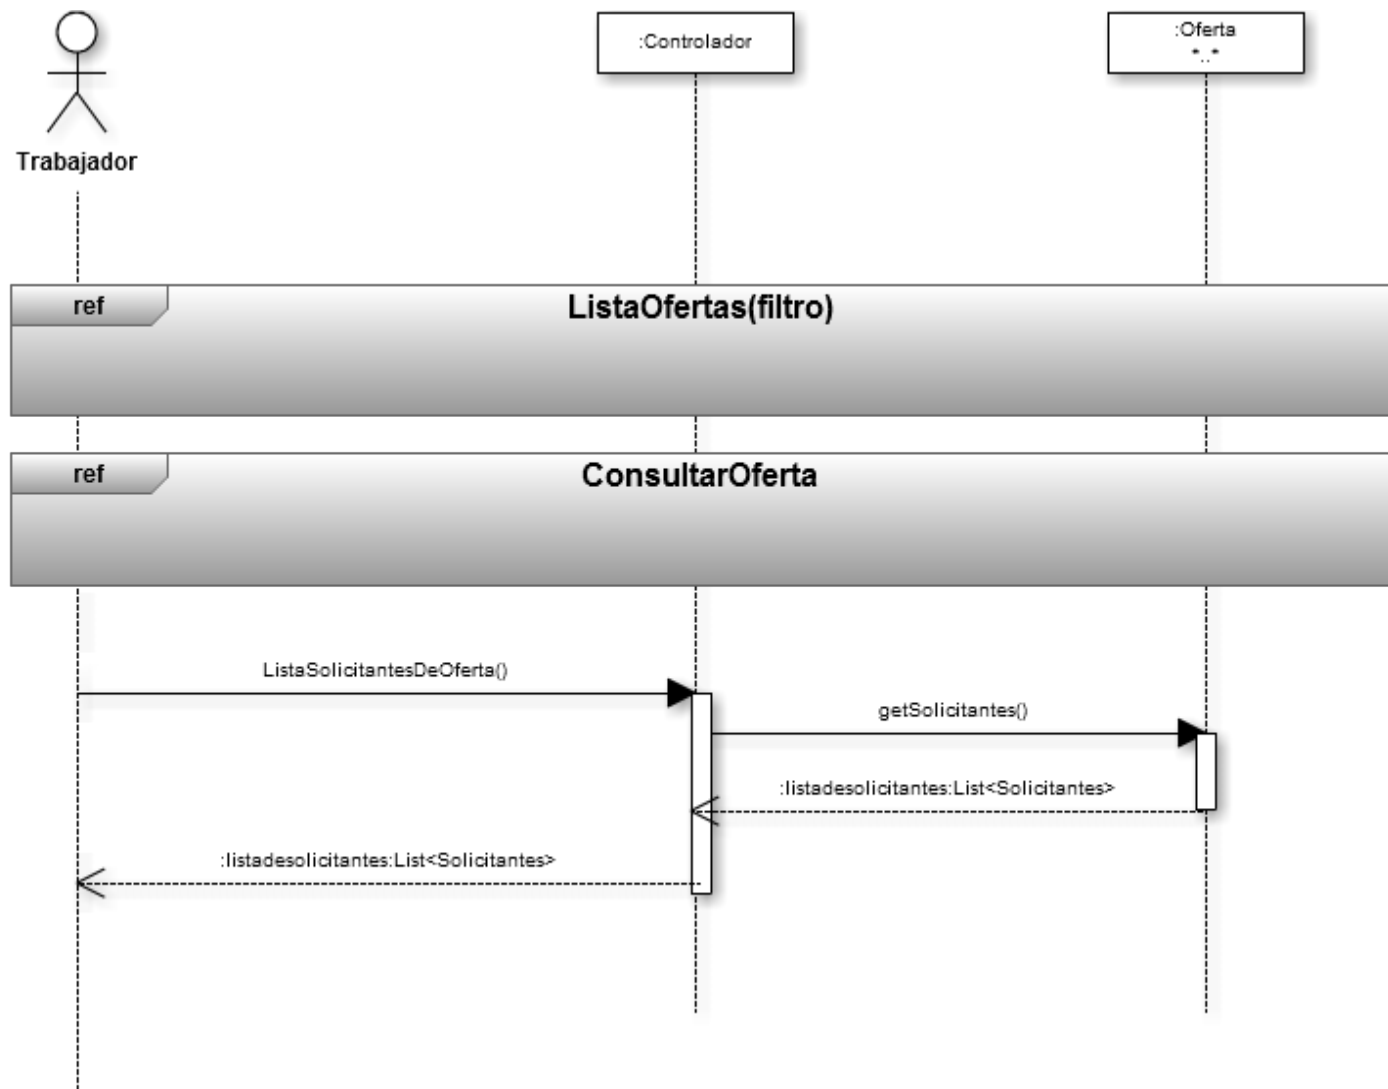 :Controlador
:Oferta
*..*
Trabajador
ref
ListaOfertas(filtro)
ref
ConsultarOferta
ListaSolicitantesDeOferta()
getSolicitantes()
:listadesolicitantes:List<Solicitantes>
:listadesolicitantes:List<Solicitantes>